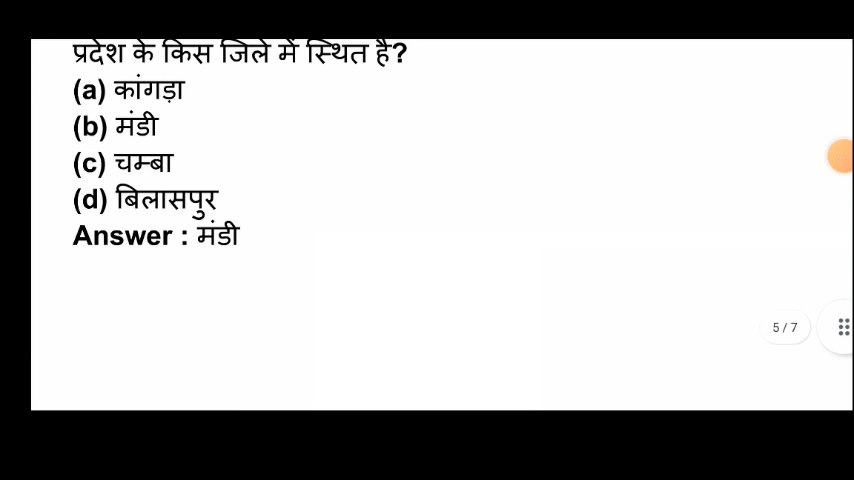 प्रदेश के किस जिले में स्थित है?
(a) कांगड़ा
(b) मंडी
(c) चम्बा
(d) बिलासपुर
Answer : मंडी
5 / 7